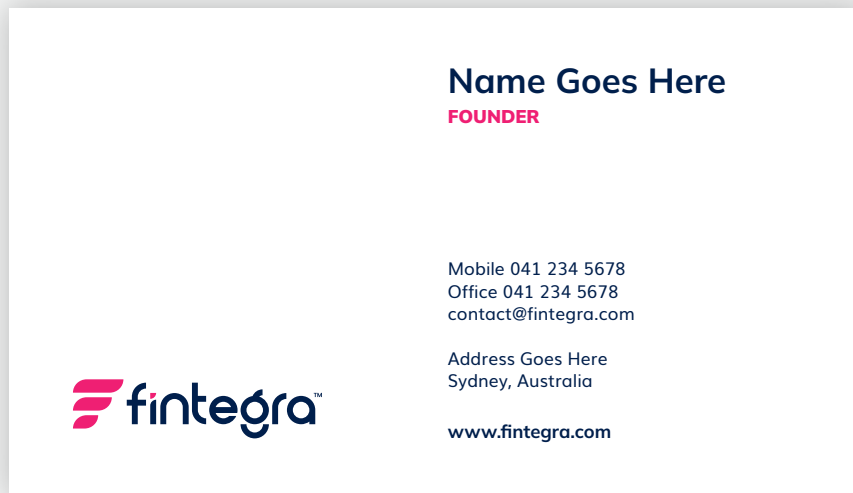 Name Goes Here
FOUNDER
Mobile 041 234 5678
Office 041 234 5678
contact@fintegra.com
Address Goes Here
Sydney, Australia
www.fintegra.com
fintegra™